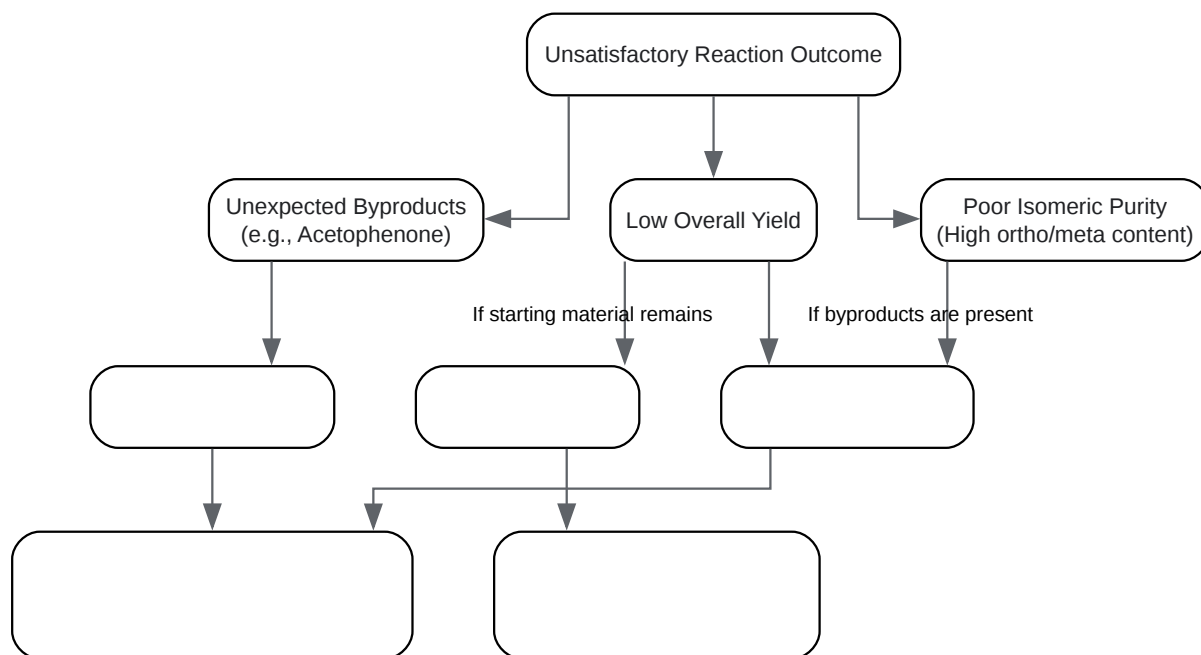 Unsatisfactory Reaction Outcome
Unexpected Byproducts
(e.g., Acetophenone)
Low Overall Yield
Poor Isomeric Purity
(High ortho/meta content)
If starting material remains
If byproducts are present